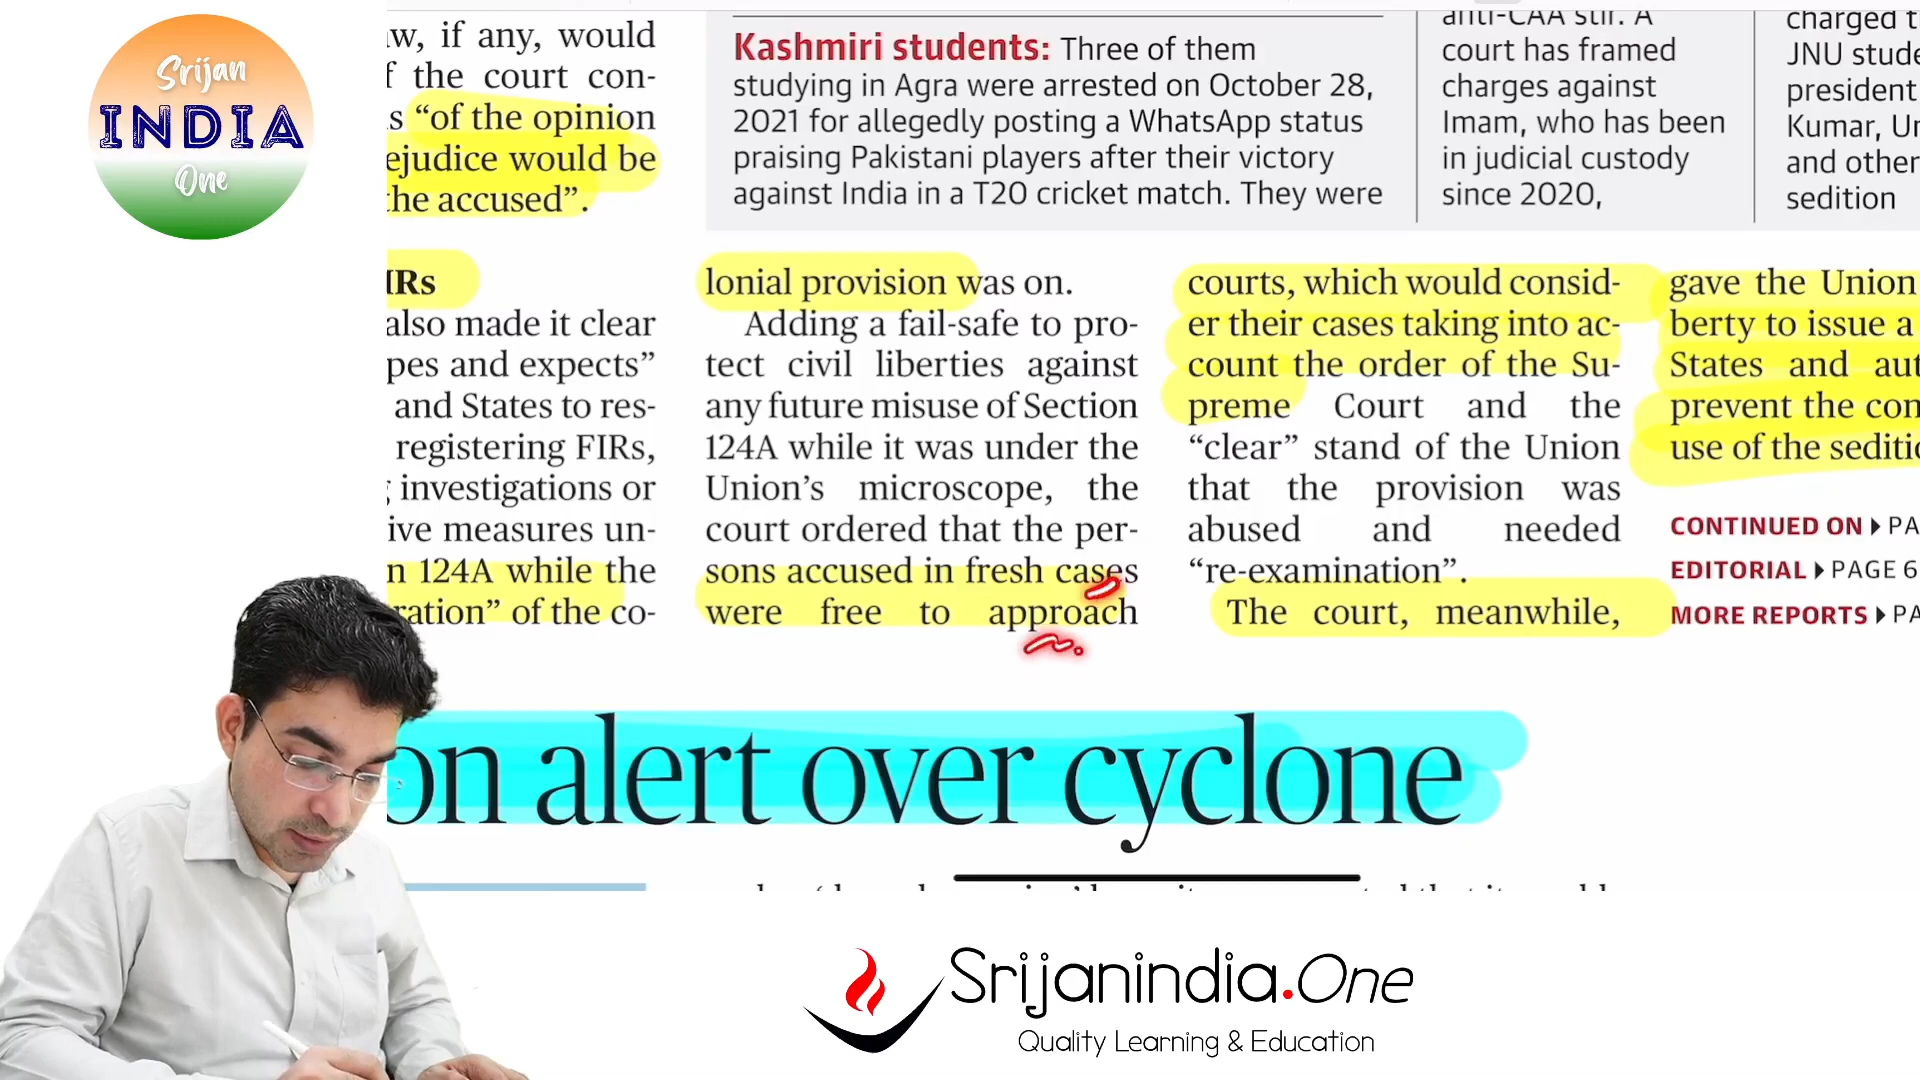 Srijan
INDIA
One
if any, would
the court con-
“of the opinion
would be
the accused”.
also made it clear
and expects”
and States to res-
registering FIRs,
investigations or
measures un-
124A while the
of the co-
Kashmiri students: Three of them
studying in Agra were arrested on October 28,
2021 for allegedly posting a WhatsApp status
praising Pakistani players after their victory
against India in a T20 cricket match. They were
anti-CAA stir. A
court has framed
charges against
Imam, who has been
in judicial custody
since 2020,
charged
JNU
president
Kumar,
and other
sedition
lonial provision was on.
Adding a fail-safe to pro-
tect civil liberties against
any future misuse of Section
124A while it was under the
Union’s microscope, the
court ordered that the per-
sons accused in fresh cases
were free to approach
courts, which would consid-
er their cases taking into ac-
count the order of the Su-
preme Court and the
“clear” stand of the Union
that the provision was
abused and needed
“re-examination”.
The court, meanwhile,
gave the Union
berty to issue a
States and
prevent the
use of the
CONTINUED ON
EDITORIAL PAGE 6
MORE REPORTS
on alert over cyclone
Srijanindia.One
Quality Learning & Education